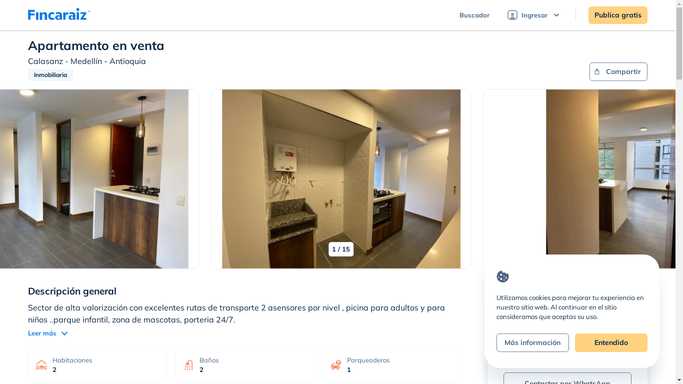 Fincaraiz
Buscador
Ingresar
Publica gratis
Apartamento en venta
Calasanz - Medellín - Antioquia
Inmobiliaria
Compartir
1 / 15
Descripción general
Sector de alta valorización con excelentes rutas de transporte 2 asensores por nivel , picina para adultos y para
niños ..parque infantil, zona de mascotas, porteria 24/7.
Leer más
Habitaciones
2
Baños
2
Parqueaderos
1
Utilizamos cookies para mejorar tu experiencia en
nuestro sitio web. Al continuar en el sitio
consideramos que aceptas su uso.
Más información
Entendido
Contactar por WhatsApp